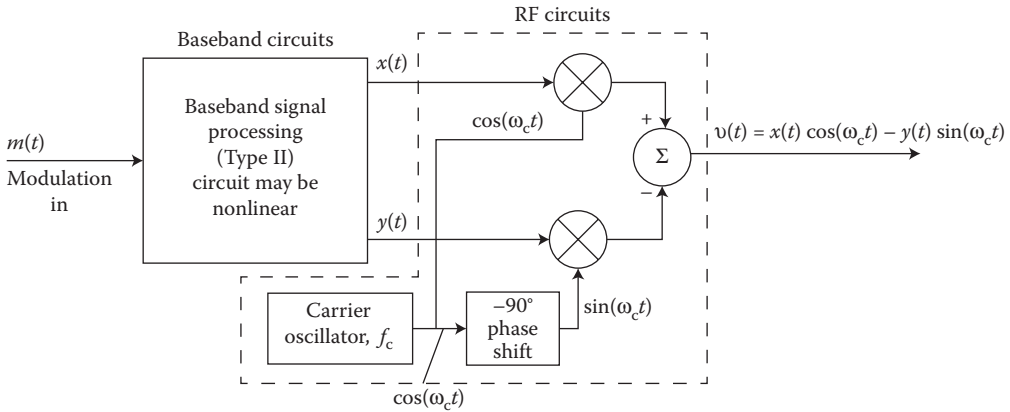 RF circuits
Baseband circuits
x(t)
Baseband signal
processing
(Type II)
circuit may be
nonlinear
m(t)
Modulation
in
cos(ω_c t)
+
Σ
−
υ(t) = x(t) cos(ω_c t) − y(t) sin(ω_c t)
y(t)
Carrier
oscillator, f_c
−90°
phase
shift
sin(ω_c t)
cos(ω_c t)